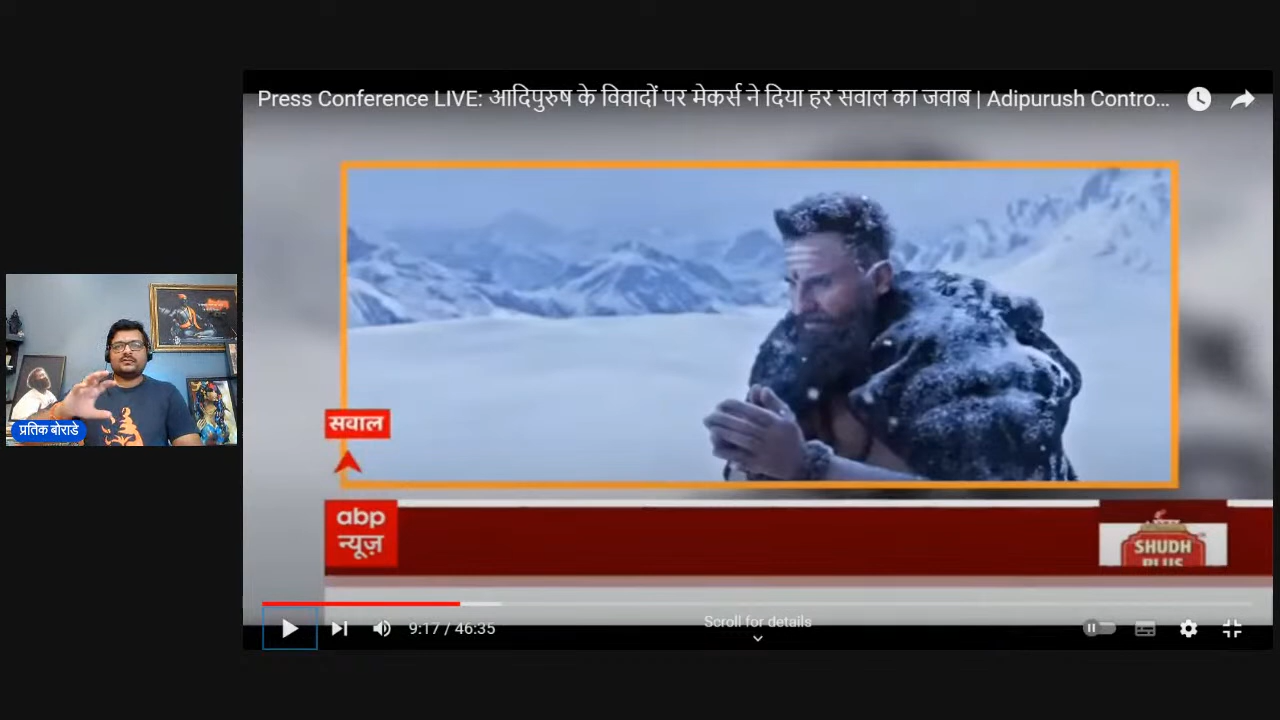 Press Conference LIVE: आदिपुरुष के विवादों पर मेकर्स ने दिया हर सवाल का जवाब | Adipurush Contro...
प्रतिक बोराडे
सवाल
abp
न्यूज़
SHUDH
PLUS
9:17 / 46:35
Scroll for details